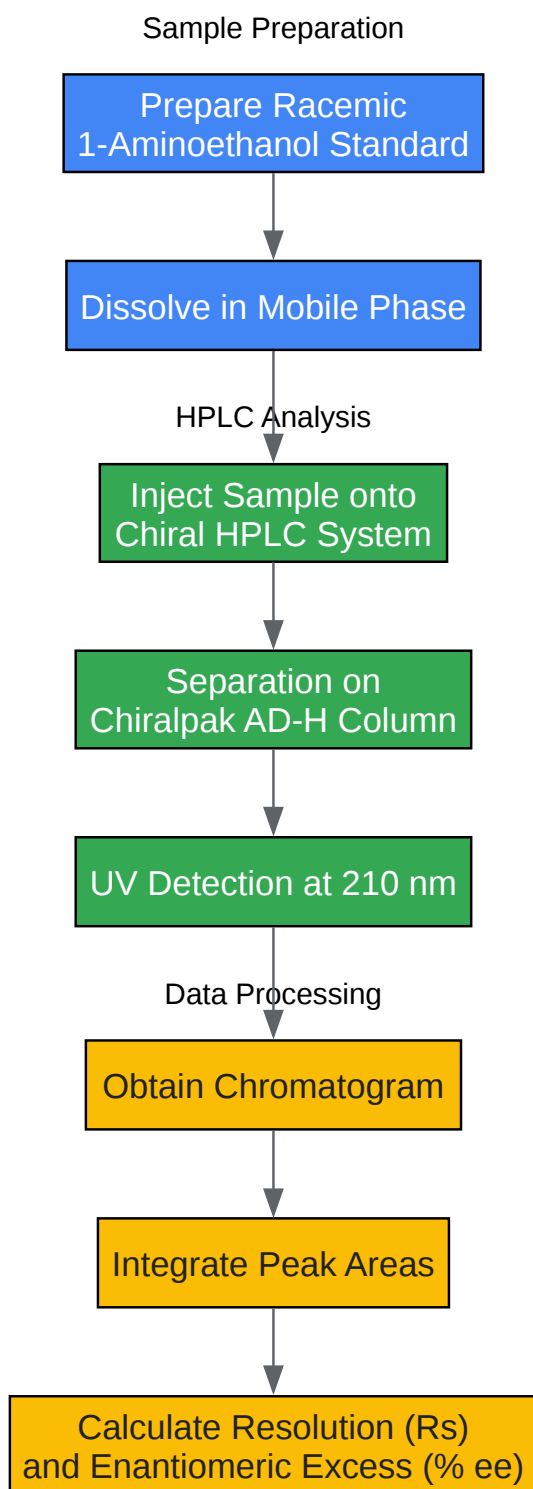 Sample Preparation
Prepare Racemic
1-Aminoethanol Standard
Dissolve in Mobile Phase
HPLC Analysis
Inject Sample onto
Chiral HPLC System
Separation on
Chiralpak AD-H Column
UV Detection at 210 nm
Data Processing
Obtain Chromatogram
Integrate Peak Areas
Calculate Resolution (Rs)
and Enantiomeric Excess (% ee)